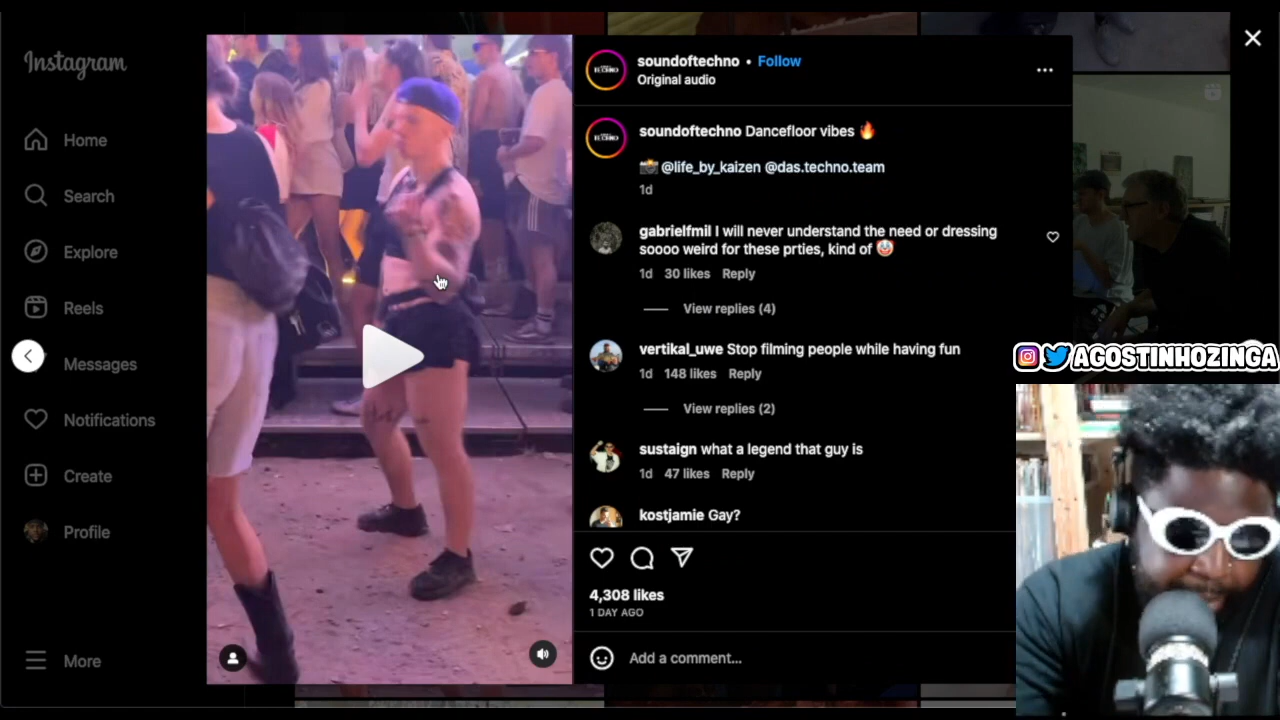 Instagram
Home
Search
Explore
Reels
Messages
Notifications
Create
Profile
More
soundoftechno • Follow
Original audio
soundoftechno Dancefloor vibes 🔥
📸 @life_by_kaizen @das.techno.team
1d
gabrielfmil I will never understand the need or dressing
soooo weird for these prties, kind of 🤡
1d 30 likes Reply
View replies (4)
vertikal_uwe Stop filming people while having fun
1d 148 likes Reply
View replies (2)
sustaign what a legend that guy is
1d 47 likes Reply
kostjamie Gay?
4,308 likes
1 DAY AGO
Add a comment...
AGOSTINHOZINGA